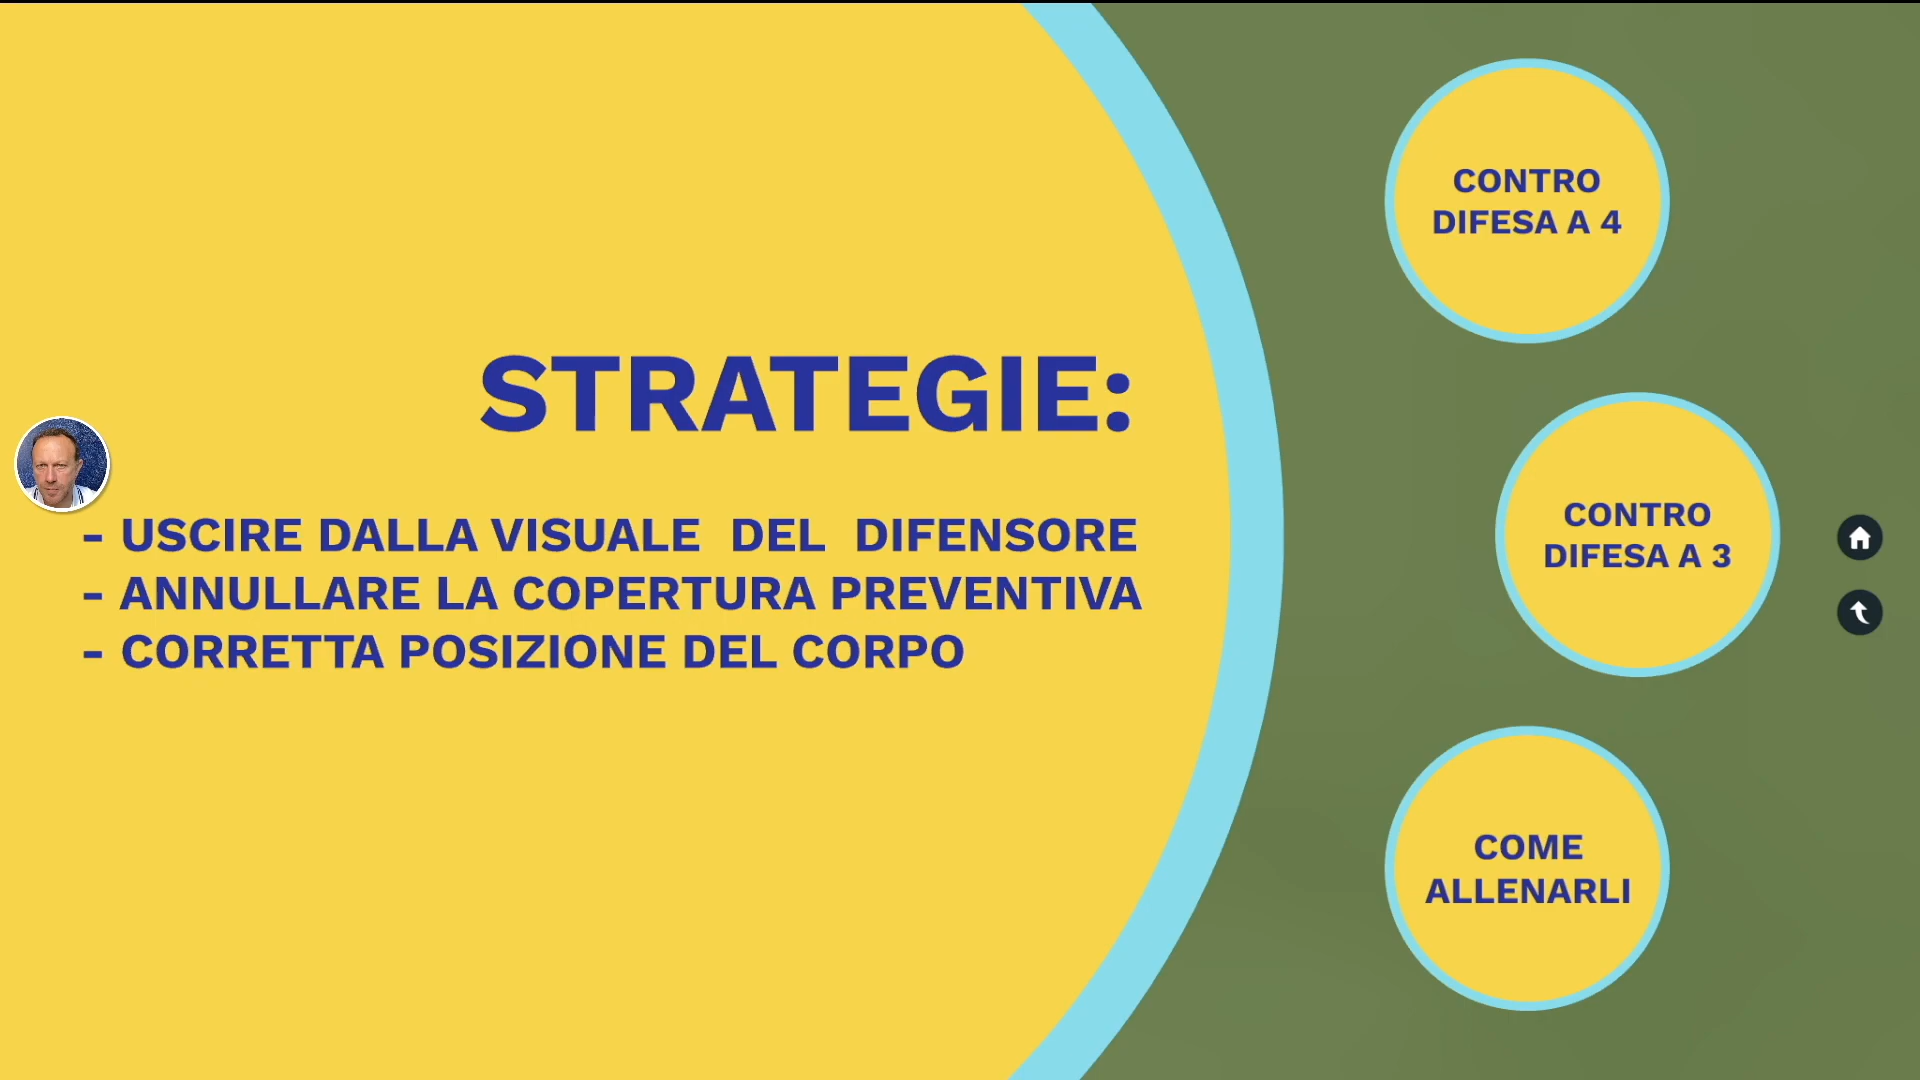 STRATEGIE:
- USCIRE DALLA VISUALE DEL DIFENSORE
- ANNULLARE LA COPERTURA PREVENTIVA
- CORRETTA POSIZIONE DEL CORPO
CONTRO
DIFESA A 4
CONTRO
DIFESA A 3
COME
ALLENARLI